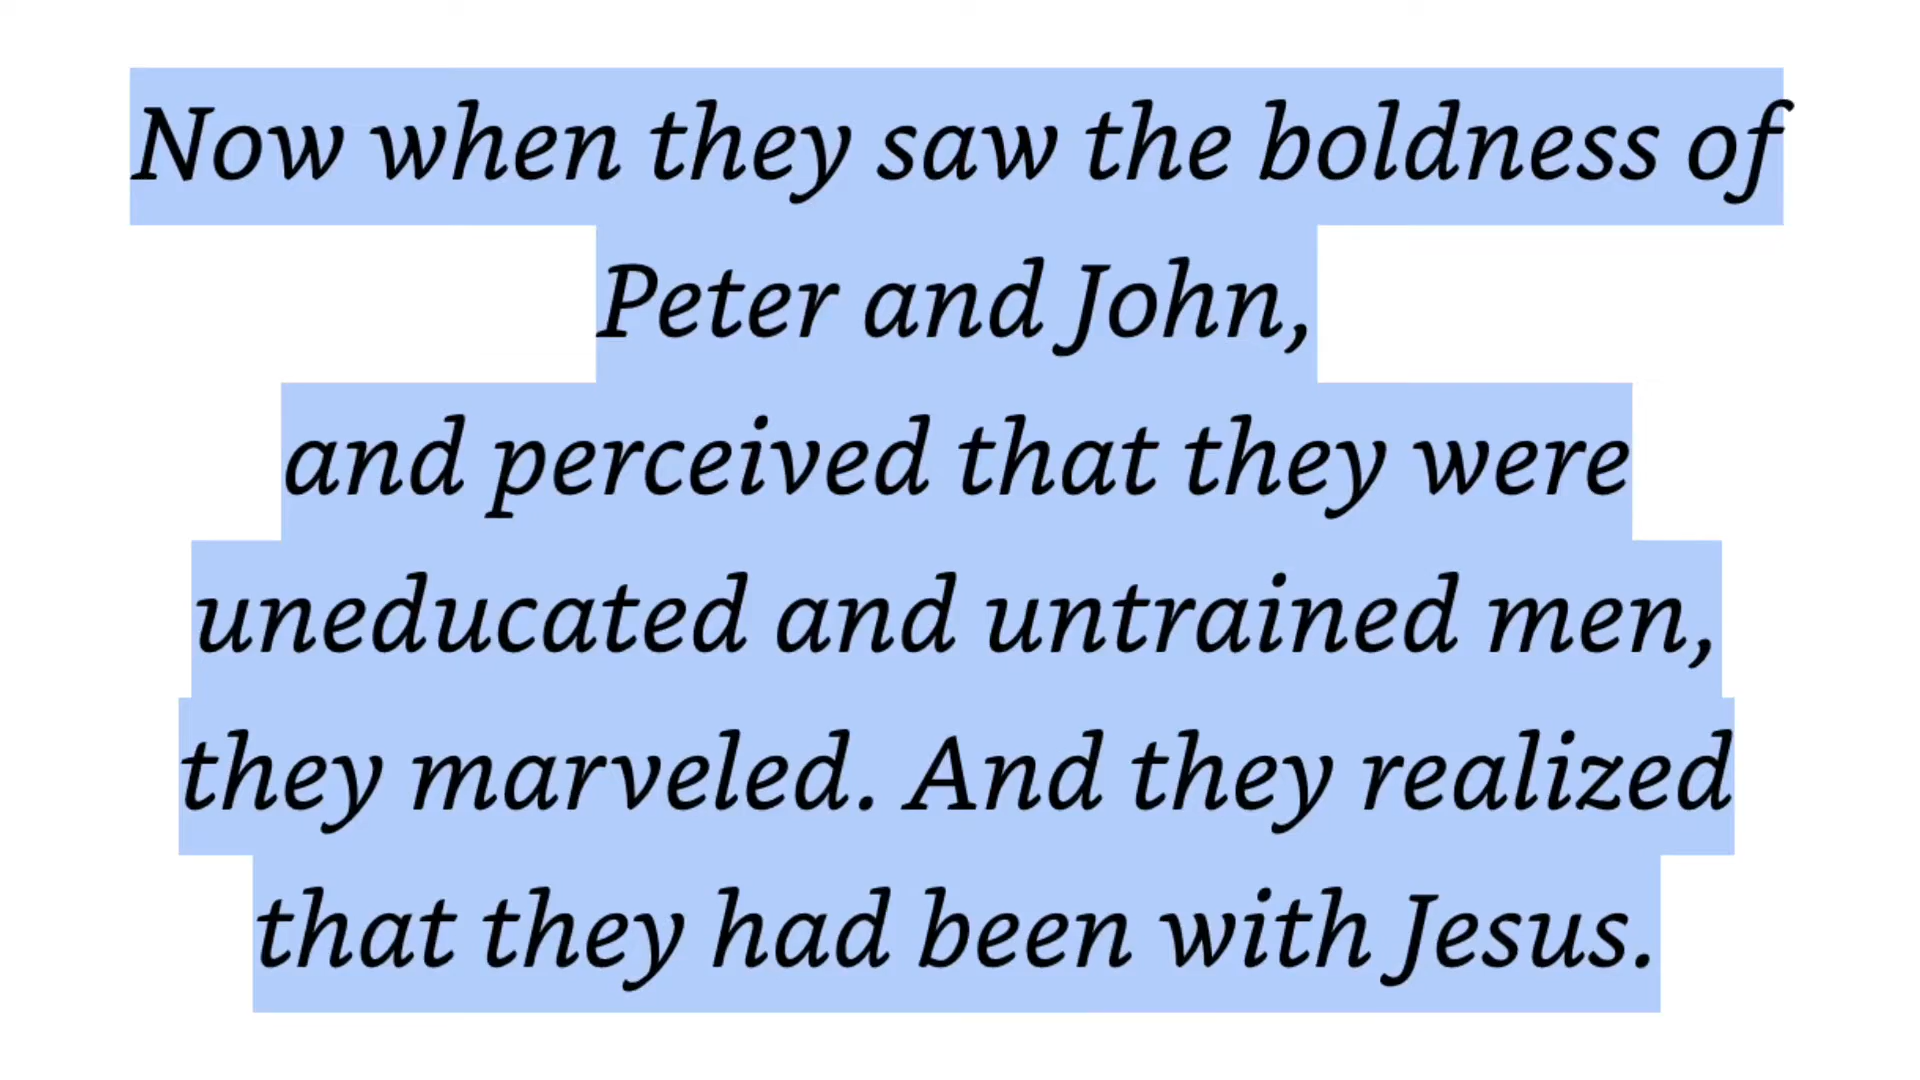 Now when they saw the boldness of
Peter and John,
and perceived that they were
uneducated and untrained men,
they marveled. And they realized
that they had been with Jesus.